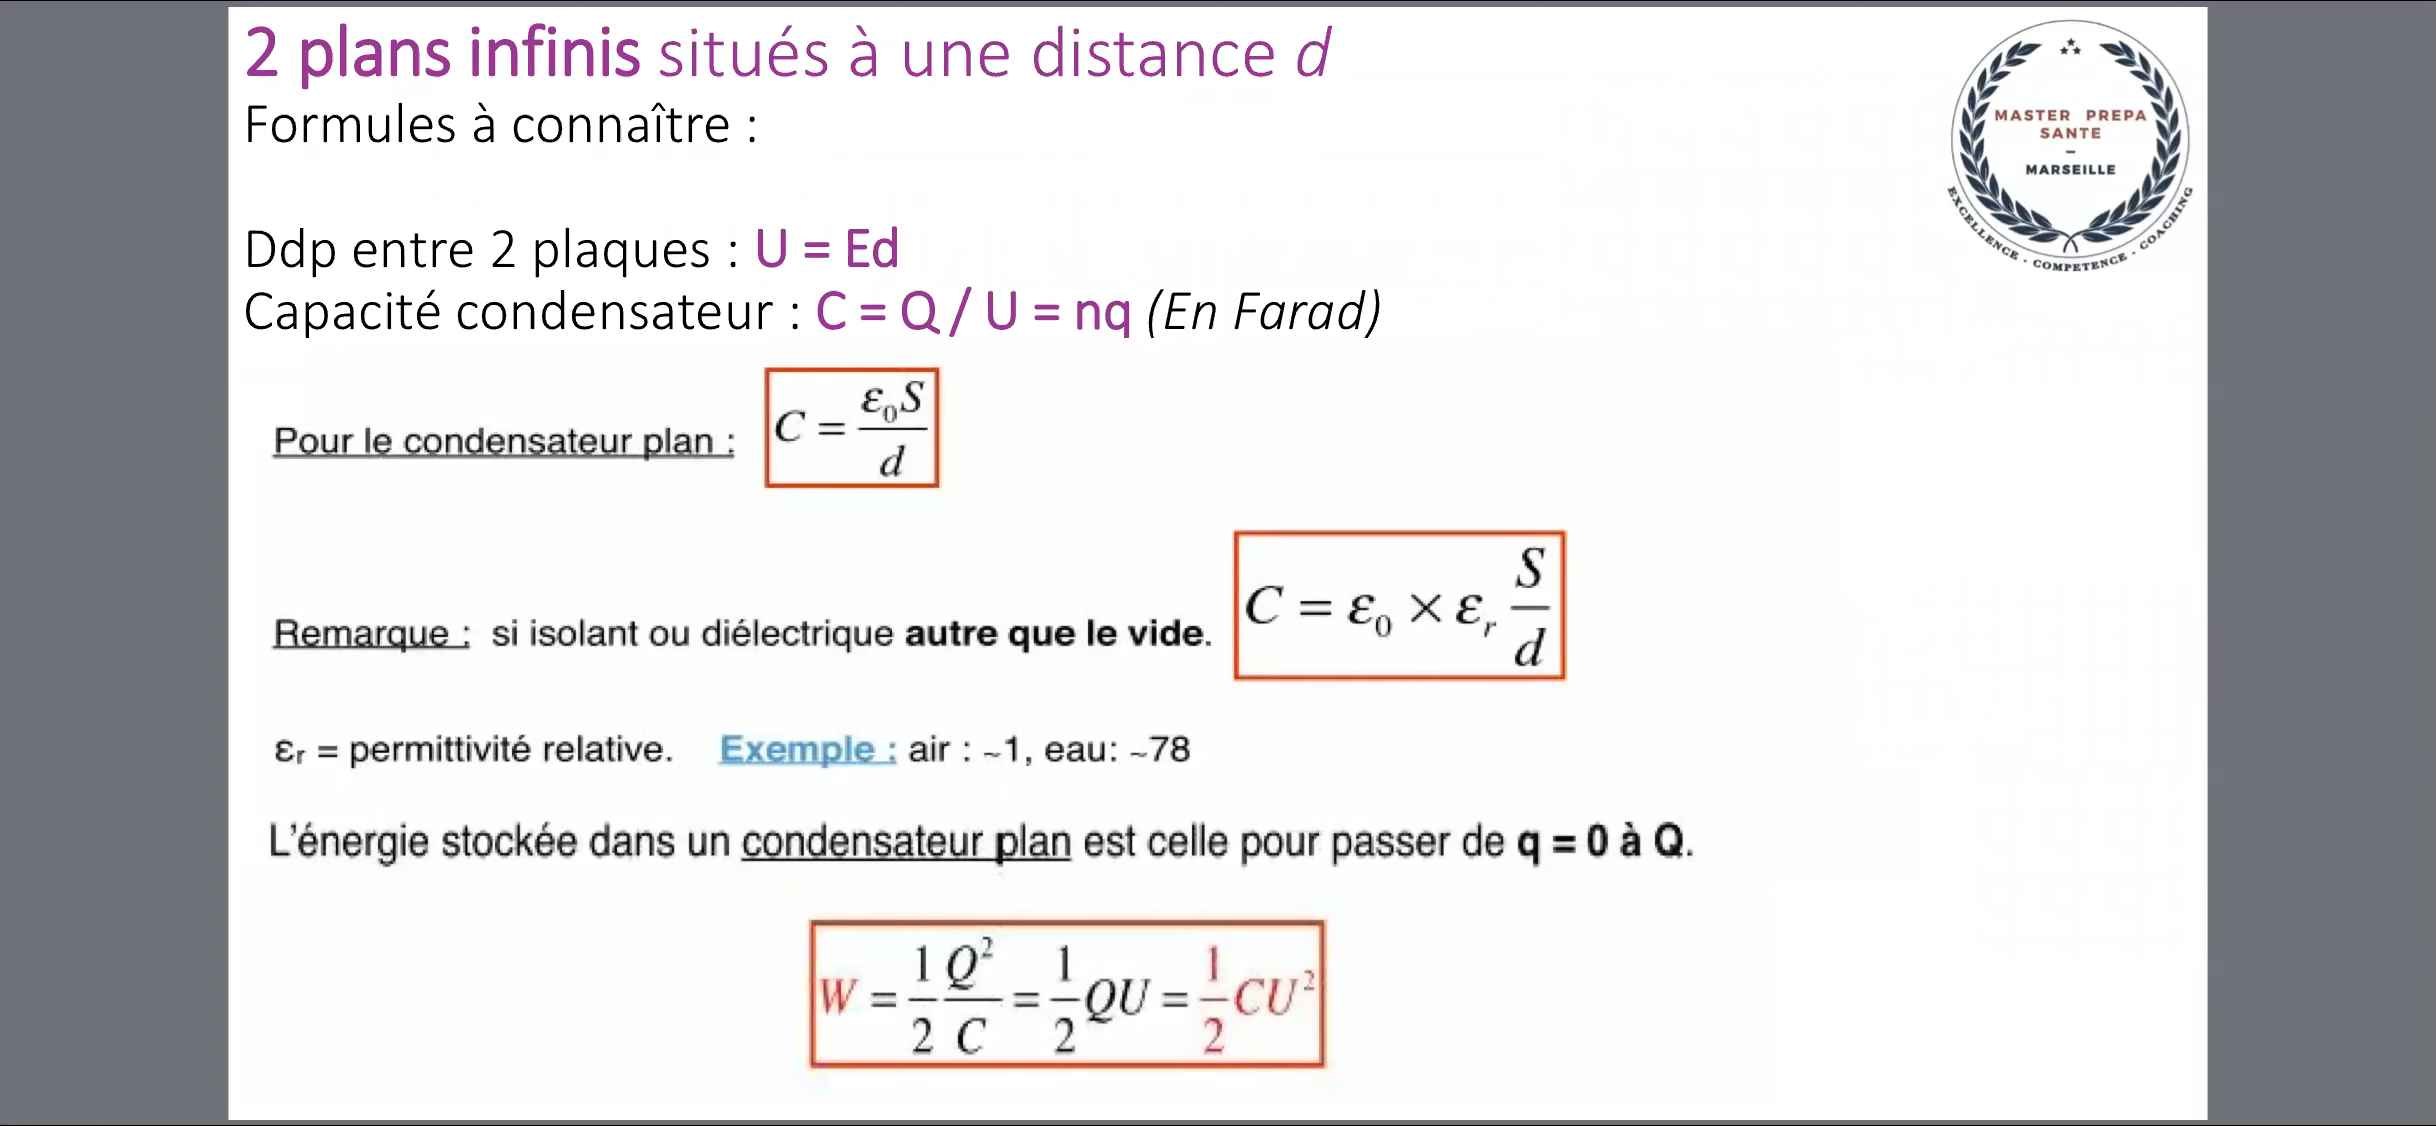 2 plans infinis situés à une distance d
Formules à connaître :
MASTER PREPA
SANTE
–
MARSEILLE
EXCELLENCE · COMPETENCE · COACHING
Ddp entre 2 plaques : U = Ed
Capacité condensateur : C = Q / U = nq (En Farad)
Pour le condensateur plan : C = ε₀S / d
Remarque : si isolant ou diélectrique autre que le vide. C = ε₀ × εᵣ S / d
εr = permittivité relative. Exemple : air : ~1, eau: ~78
L'énergie stockée dans un condensateur plan est celle pour passer de q = 0 à Q.
W = 1/2 Q²/C = 1/2 QU = 1/2 CU²